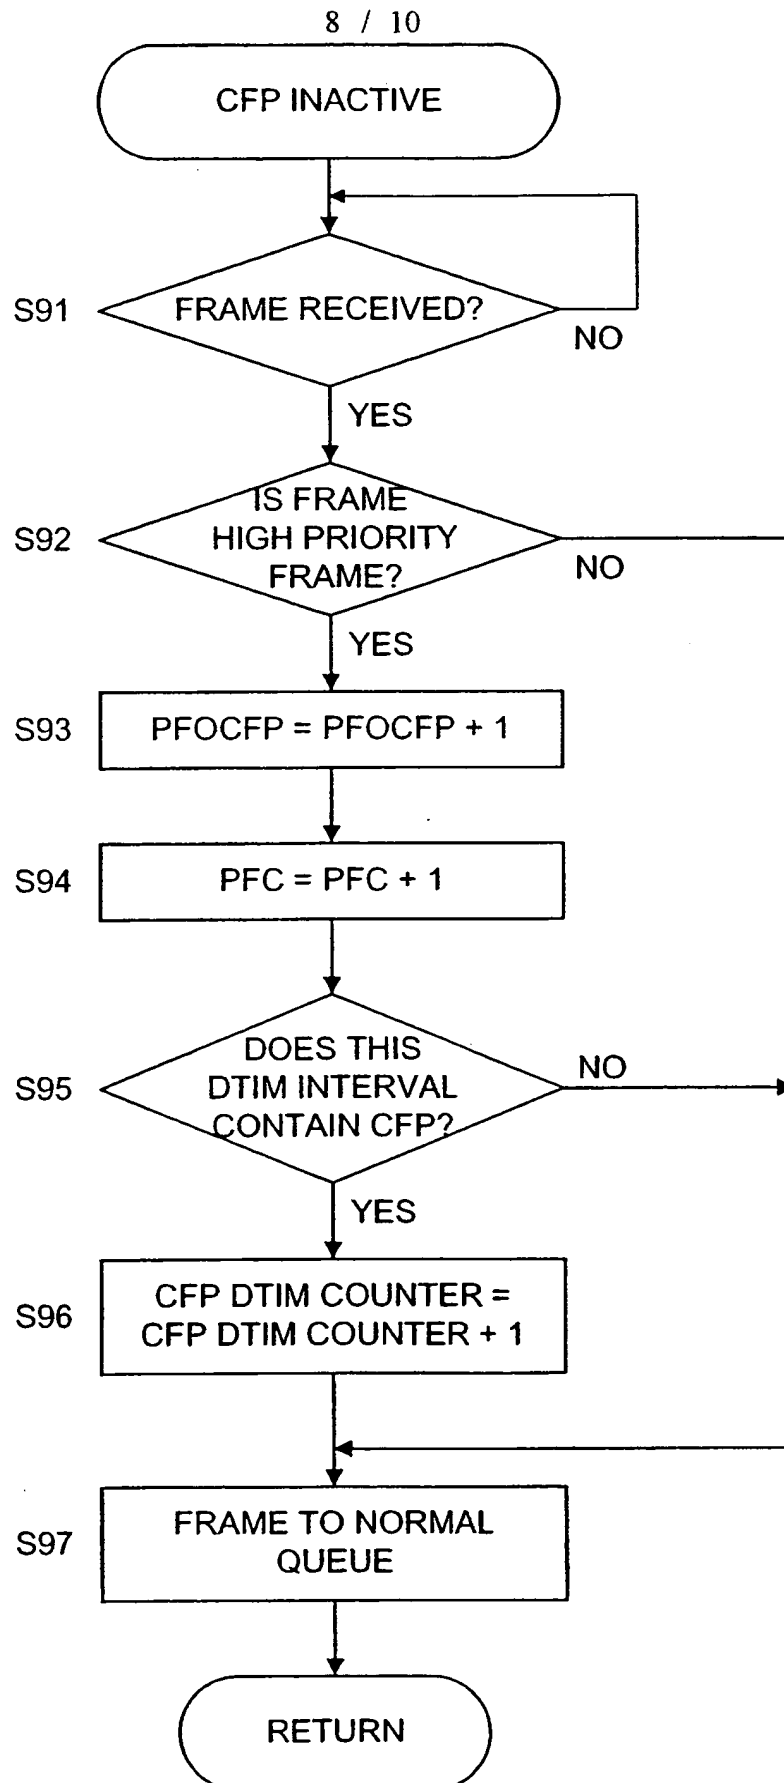 8 / 10
CFP INACTIVE
S91
FRAME RECEIVED?
NO
YES
S92
IS FRAME
HIGH PRIORITY
FRAME?
NO
YES
S93
PFOCFP = PFOCFP + 1
S94
PFC = PFC + 1
S95
DOES THIS
DTIM INTERVAL
CONTAIN CFP?
NO
YES
S96
CFP DTIM COUNTER =
CFP DTIM COUNTER + 1
S97
FRAME TO NORMAL
QUEUE
RETURN